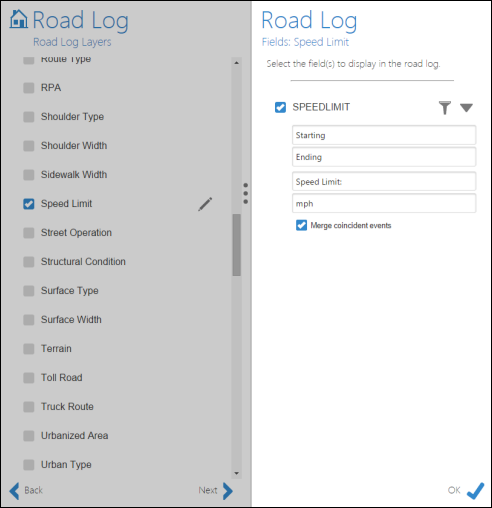 Road Log
Road Log Layers
Route Type
RPA
Shoulder Type
Shoulder Width
Sidewalk Width
Speed Limit
Street Operation
Structural Condition
Surface Type
Surface Width
Terrain
Toll Road
Truck Route
Urbanized Area
Urban Type
Back
Next
Road Log
Fields: Speed Limit
Select the field(s) to display in the road log.
SPEEDLIMIT
Starting
Ending
Speed Limit:
mph
Merge coincident events
OK